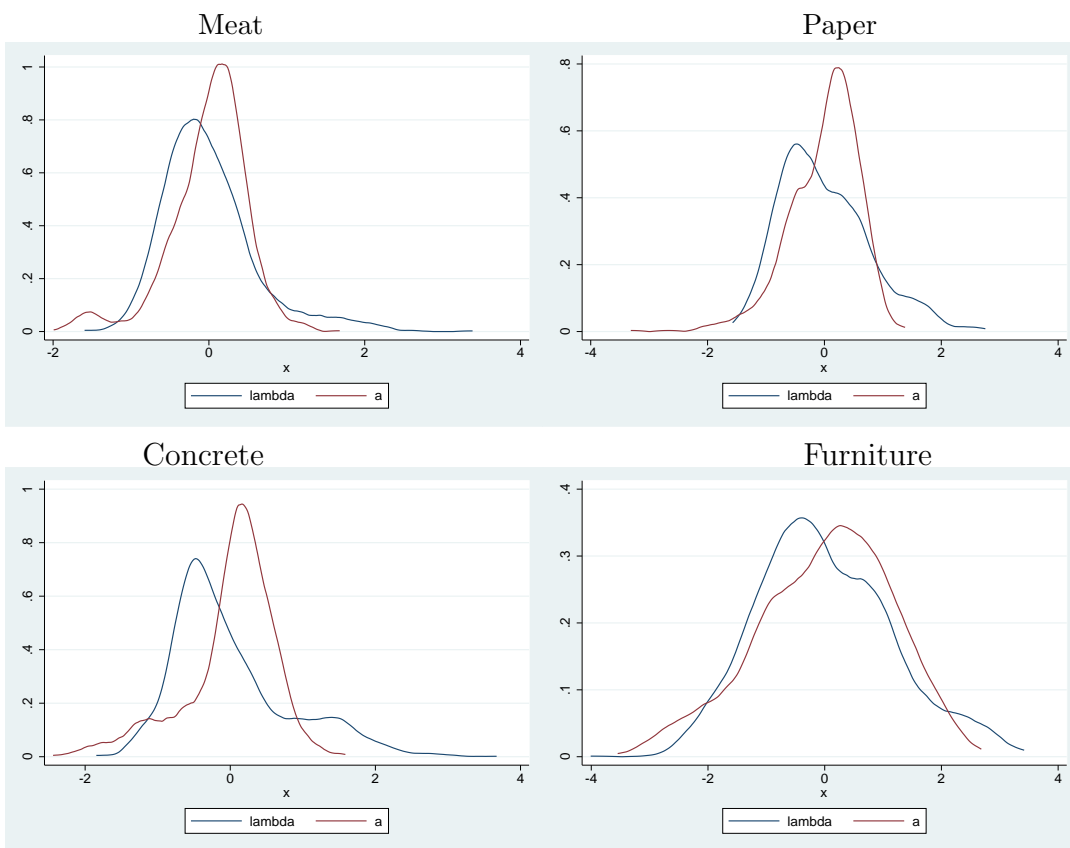 Meat
1
.8
.6
.4
.2
0
-2 0 2 4
x
lambda a
Paper
.8
.6
.4
.2
0
-4 -2 0 2 4
x
lambda a
Concrete
1
.8
.6
.4
.2
0
-2 0 2 4
x
lambda a
Furniture
.4
.3
.2
.1
0
-4 -2 0 2 4
x
lambda a